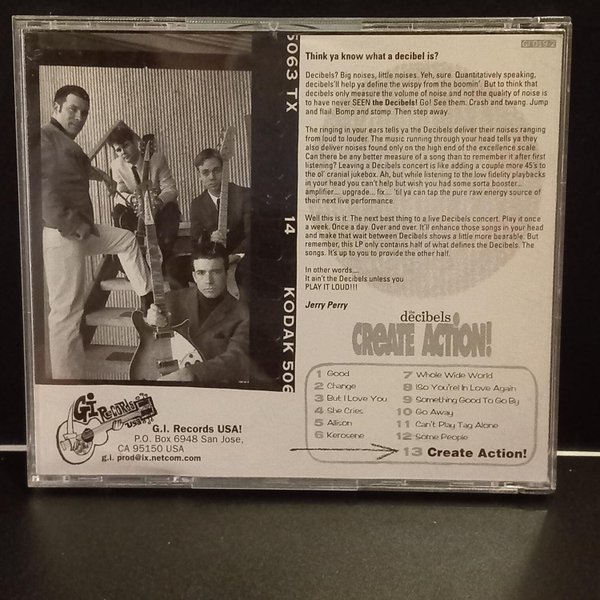 5063 TX
14
KODAK 506
GI 019-2
Think ya know what a decibel is?
Decibels? Big noises, little noises. Yeh, sure. Quantitatively speaking,
decibels'll help ya define the wispy from the boomin'. But to think that
decibels only measure the volume of noise and not the quality of noise is
to have never SEEN the Decibels! Go! See them. Crash and twang. Jump
and flail. Bomp and stomp. Then step away.
The ringing in your ears tells ya the Decibels deliver their noises ranging
from loud to louder. The music running through your head tells ya they
also deliver noises found only on the high end of the excellence scale.
Can there be any better measure of a song than to remember it after first
listening? Leaving a Decibels concert is like adding a couple more 45's to
the ol' cranial jukebox. Ah, but while listening to the low fidelity playbacks
in your head you can't help but wish you had some sorta booster...
amplifier... upgrade... fix.... 'til ya can tap the pure raw energy source of
their next live performance.
Well this is it. The next best thing to a live Decibels concert. Play it once
a week. Once a day. Over and over. It'll enhance those songs in your head
and make that wait between Decibels shows a little more bearable. But
remember, this LP only contains half of what defines the Decibels. The
songs. It's up to you to provide the other half.
In other words....
It ain't the Decibels unless you
PLAY IT LOUD!!!
Jerry Perry
the decibels
CREATE ACTION!
1 Good
2 Change
3 But I Love You
4 She Cries
5 Allison
6 Kerosene
7 Whole Wide World
8 (So You're) In Love Again
9 Something Good To Go By
10 Go Away
11 Can't Play Tag Alone
12 Some People
13 Create Action!
G.I. Records USA!
G.I. Records USA!
P.O. Box 6948 San Jose,
CA 95150 USA
g.i. prod@ix.netcom.com